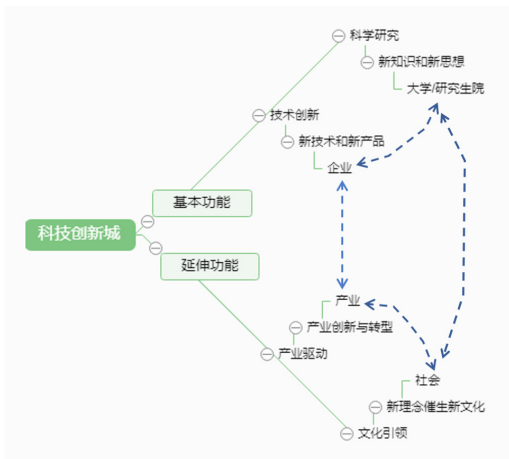 科学研究
新知识和新思想
大学/研究生院
技术创新
新技术和新产品
企业
基本功能
科技创新城
延伸功能
产业
产业创新与转型
产业驱动
社会
新理念催生新文化
文化引领